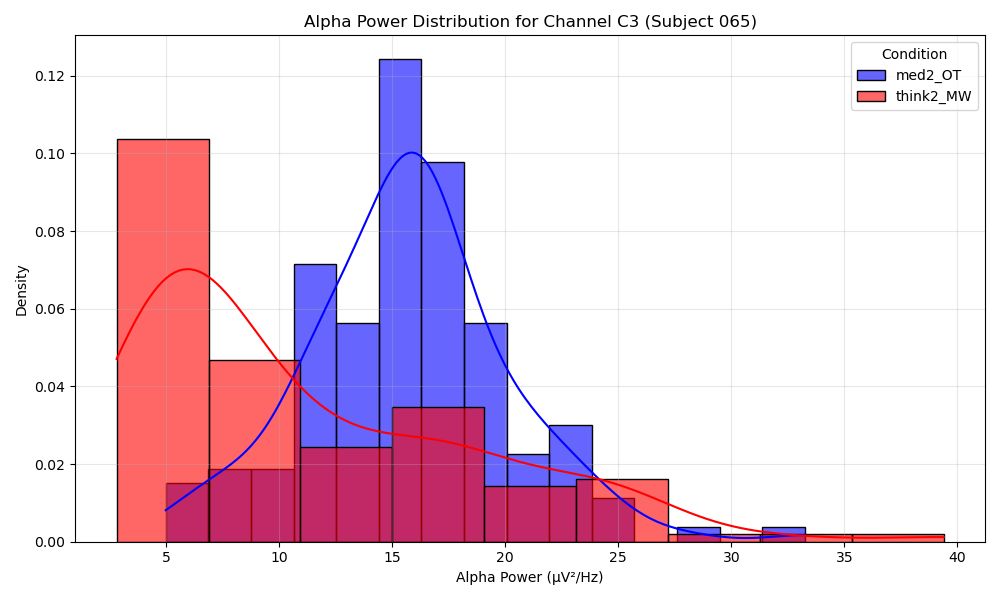 Alpha Power Distribution for Channel C3 (Subject 065)
Condition
med2_OT
think2_MW
0.12
0.10
0.08
0.06
0.04
0.02
0.00
Density
5 10 15 20 25 30 35 40
Alpha Power (µV²/Hz)